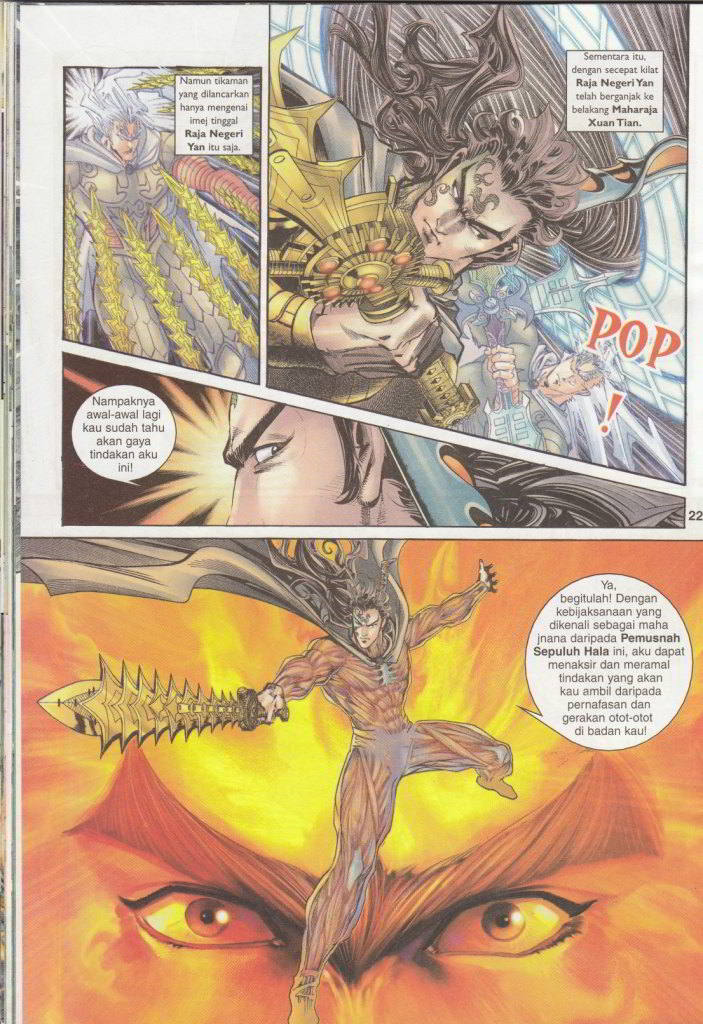 Namun tikaman
yang dilancarkan
hanya mengenai
imej tinggal
Raja Negeri
Yan itu saja.
Sementara itu,
dengan secepat kilat
Raja Negeri Yan
telah berganjak ke
belakang Maharaja
Xuan Tian.
POP
!
Nampaknya
awal-awal lagi
kau sudah tahu
akan gaya
tindakan aku
ini!
22
Ya,
begitulah! Dengan
kebijaksanaan yang
dikenali sebagai maha
jnana daripada Pemusnah
Sepuluh Hala ini, aku dapat
menaksir dan meramal
tindakan yang akan
kau ambil daripada
pernafasan dan
gerakan otot-otot
di badan kau!